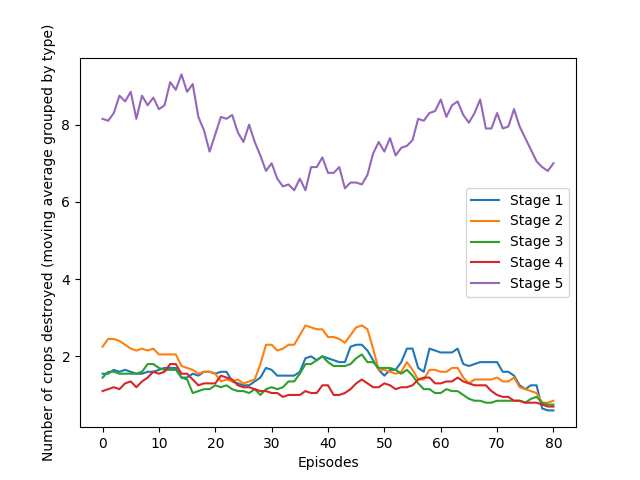 Number of crops destroyed (moving average grouped by type)
8
6
4
2
Stage 1
Stage 2
Stage 3
Stage 4
Stage 5
0 10 20 30 40 50 60 70 80
Episodes